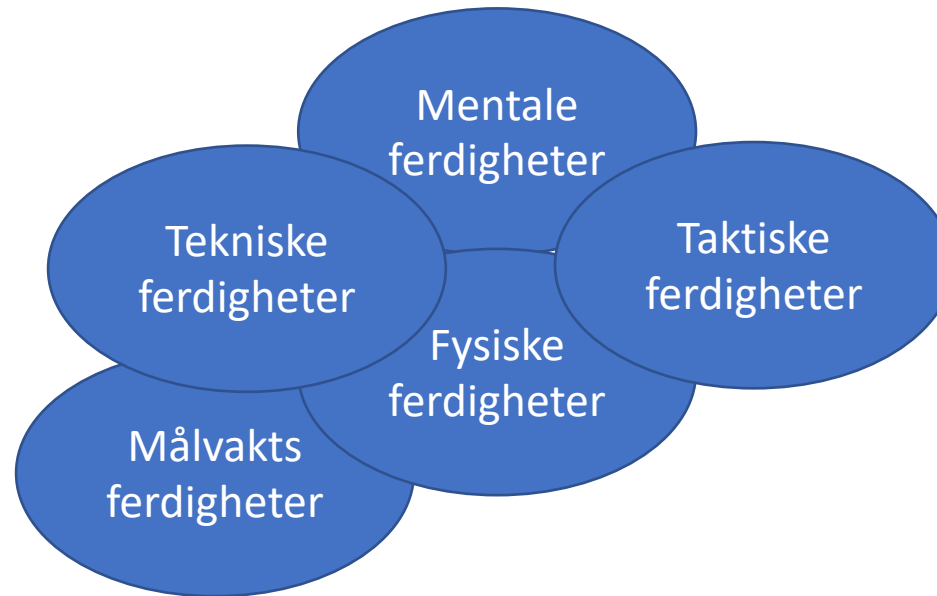 Mentale
ferdigheter
Tekniske
ferdigheter
Taktiske
ferdigheter
Fysiske
ferdigheter
Målvakts
ferdigheter